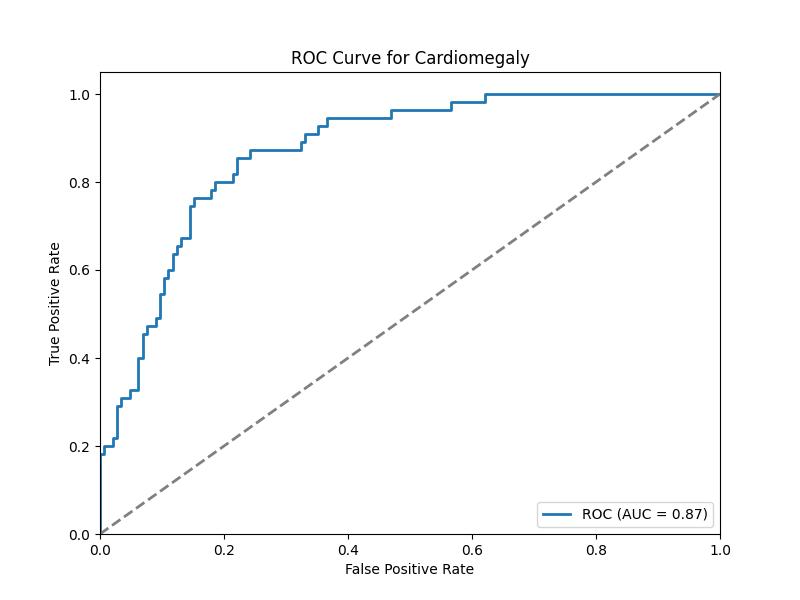 ROC Curve for Cardiomegaly
True Positive Rate
1.0
0.8
0.6
0.4
0.2
0.0
0.0 0.2 0.4 0.6 0.8 1.0
False Positive Rate
ROC (AUC = 0.87)